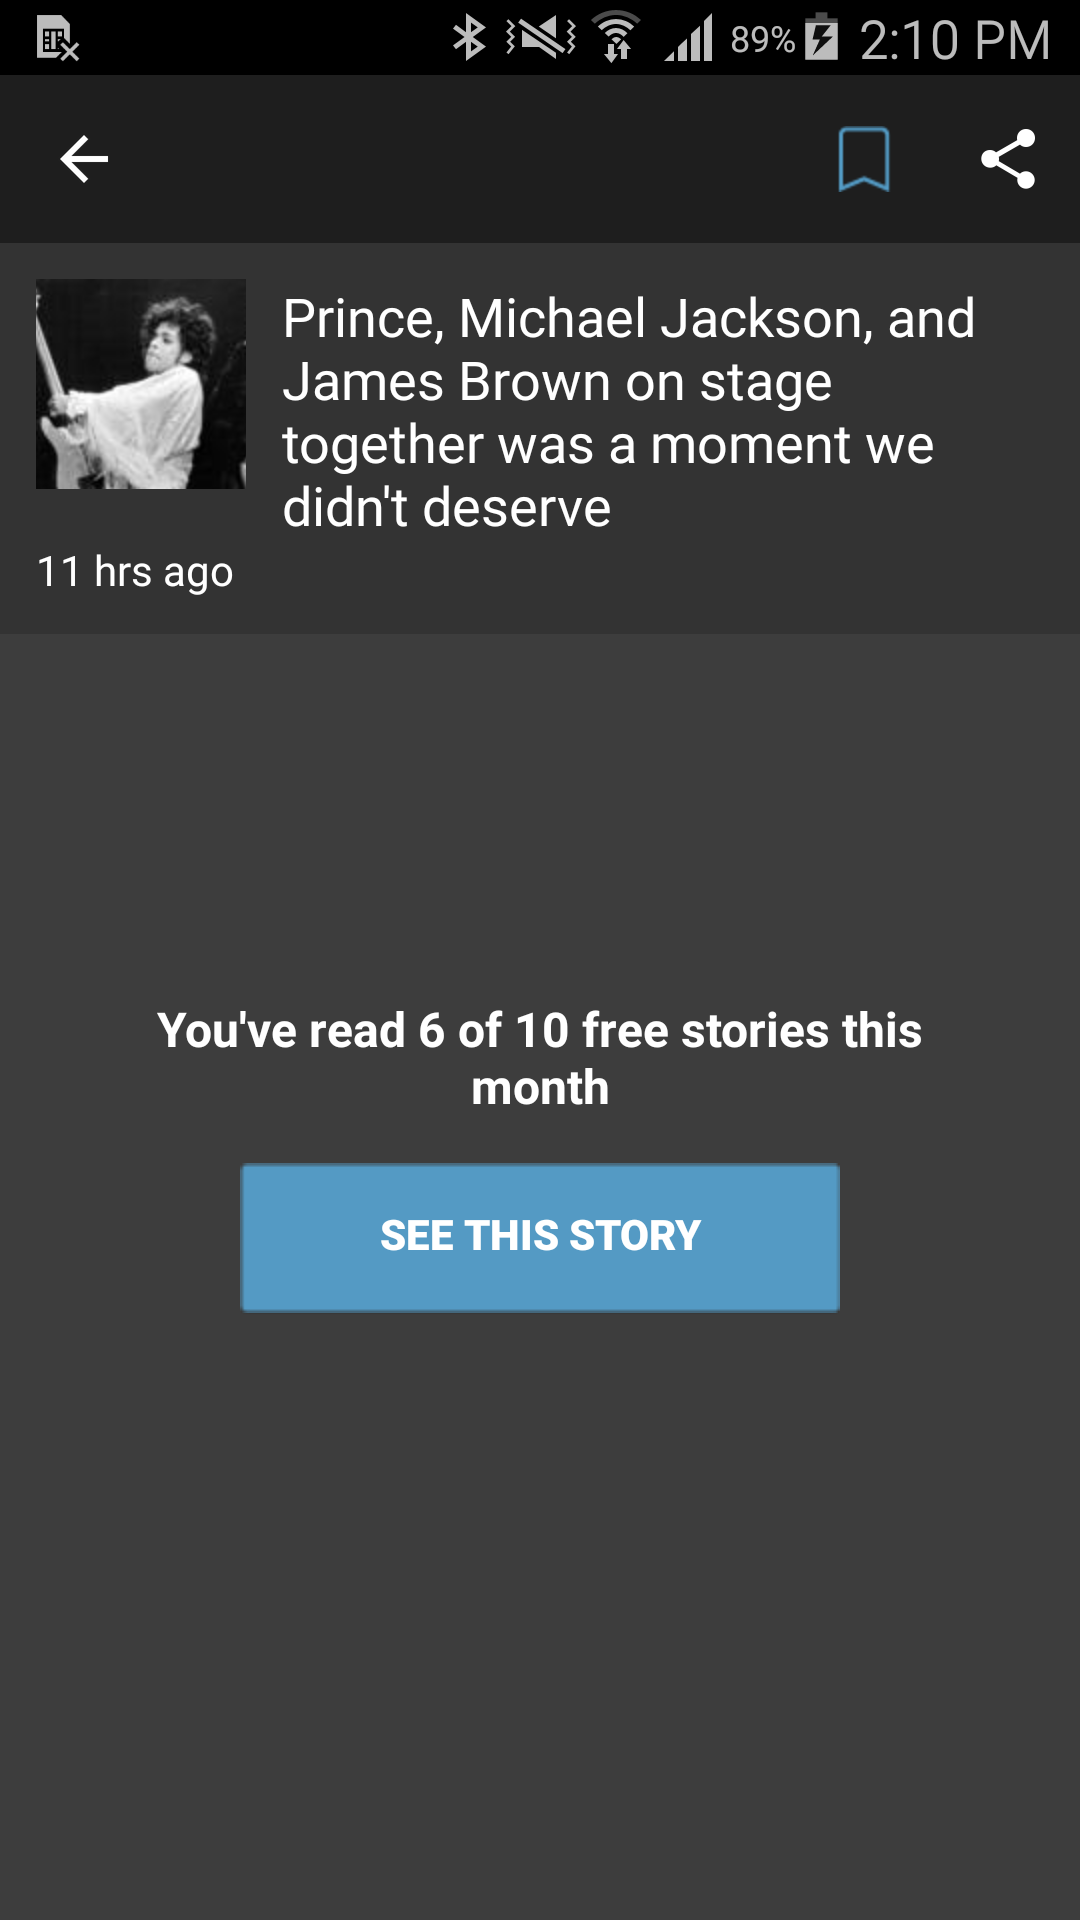 89% 2:10 PM
Prince, Michael Jackson, and
James Brown on stage
together was a moment we
didn't deserve
11 hrs ago
You've read 6 of 10 free stories this
month
SEE THIS STORY